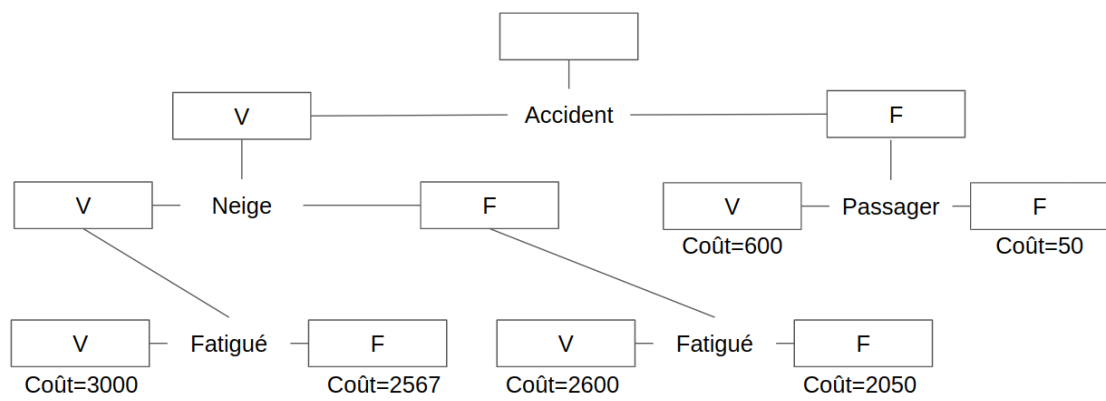 Accident
V
F
V
Neige
F
V
Passager
F
Coût=600
Coût=50
V
Fatigué
F
V
Fatigué
F
Coût=3000
Coût=2567
Coût=2600
Coût=2050